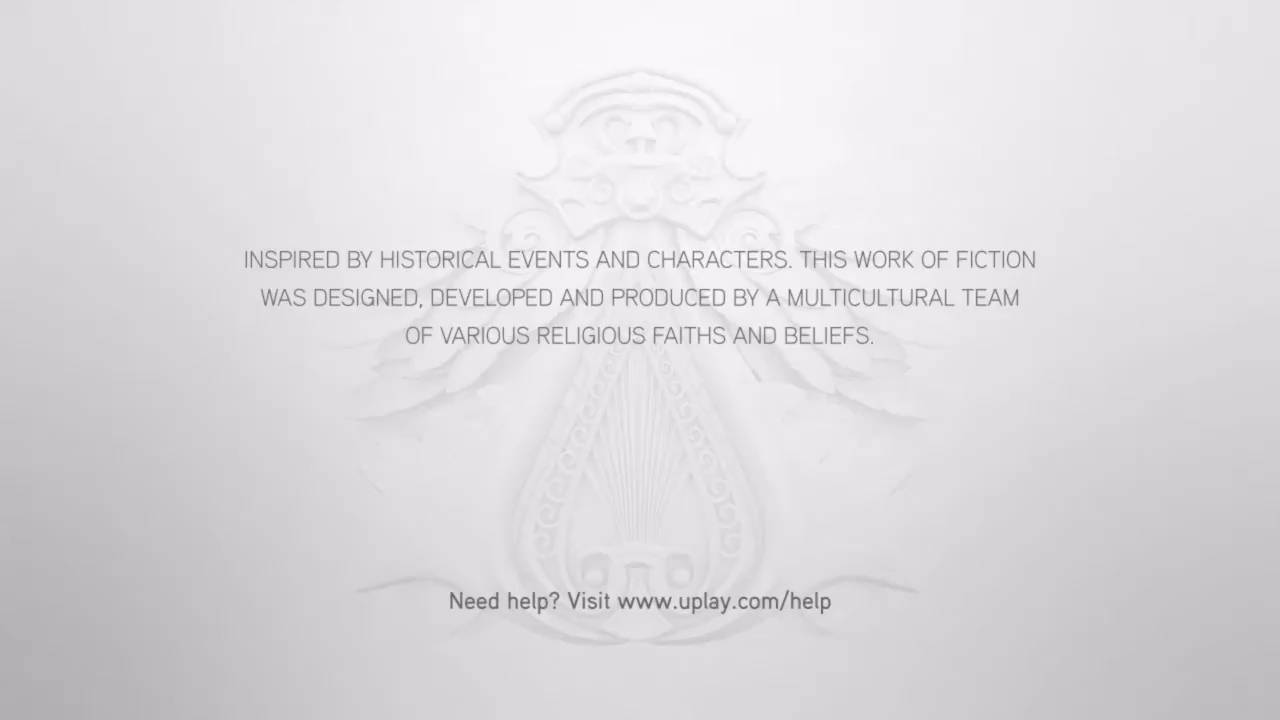 INSPIRED BY HISTORICAL EVENTS AND CHARACTERS. THIS WORK OF FICTION
WAS DESIGNED, DEVELOPED AND PRODUCED BY A MULTICULTURAL TEAM
OF VARIOUS RELIGIOUS FAITHS AND BELIEFS.
Need help? Visit www.uplay.com/help